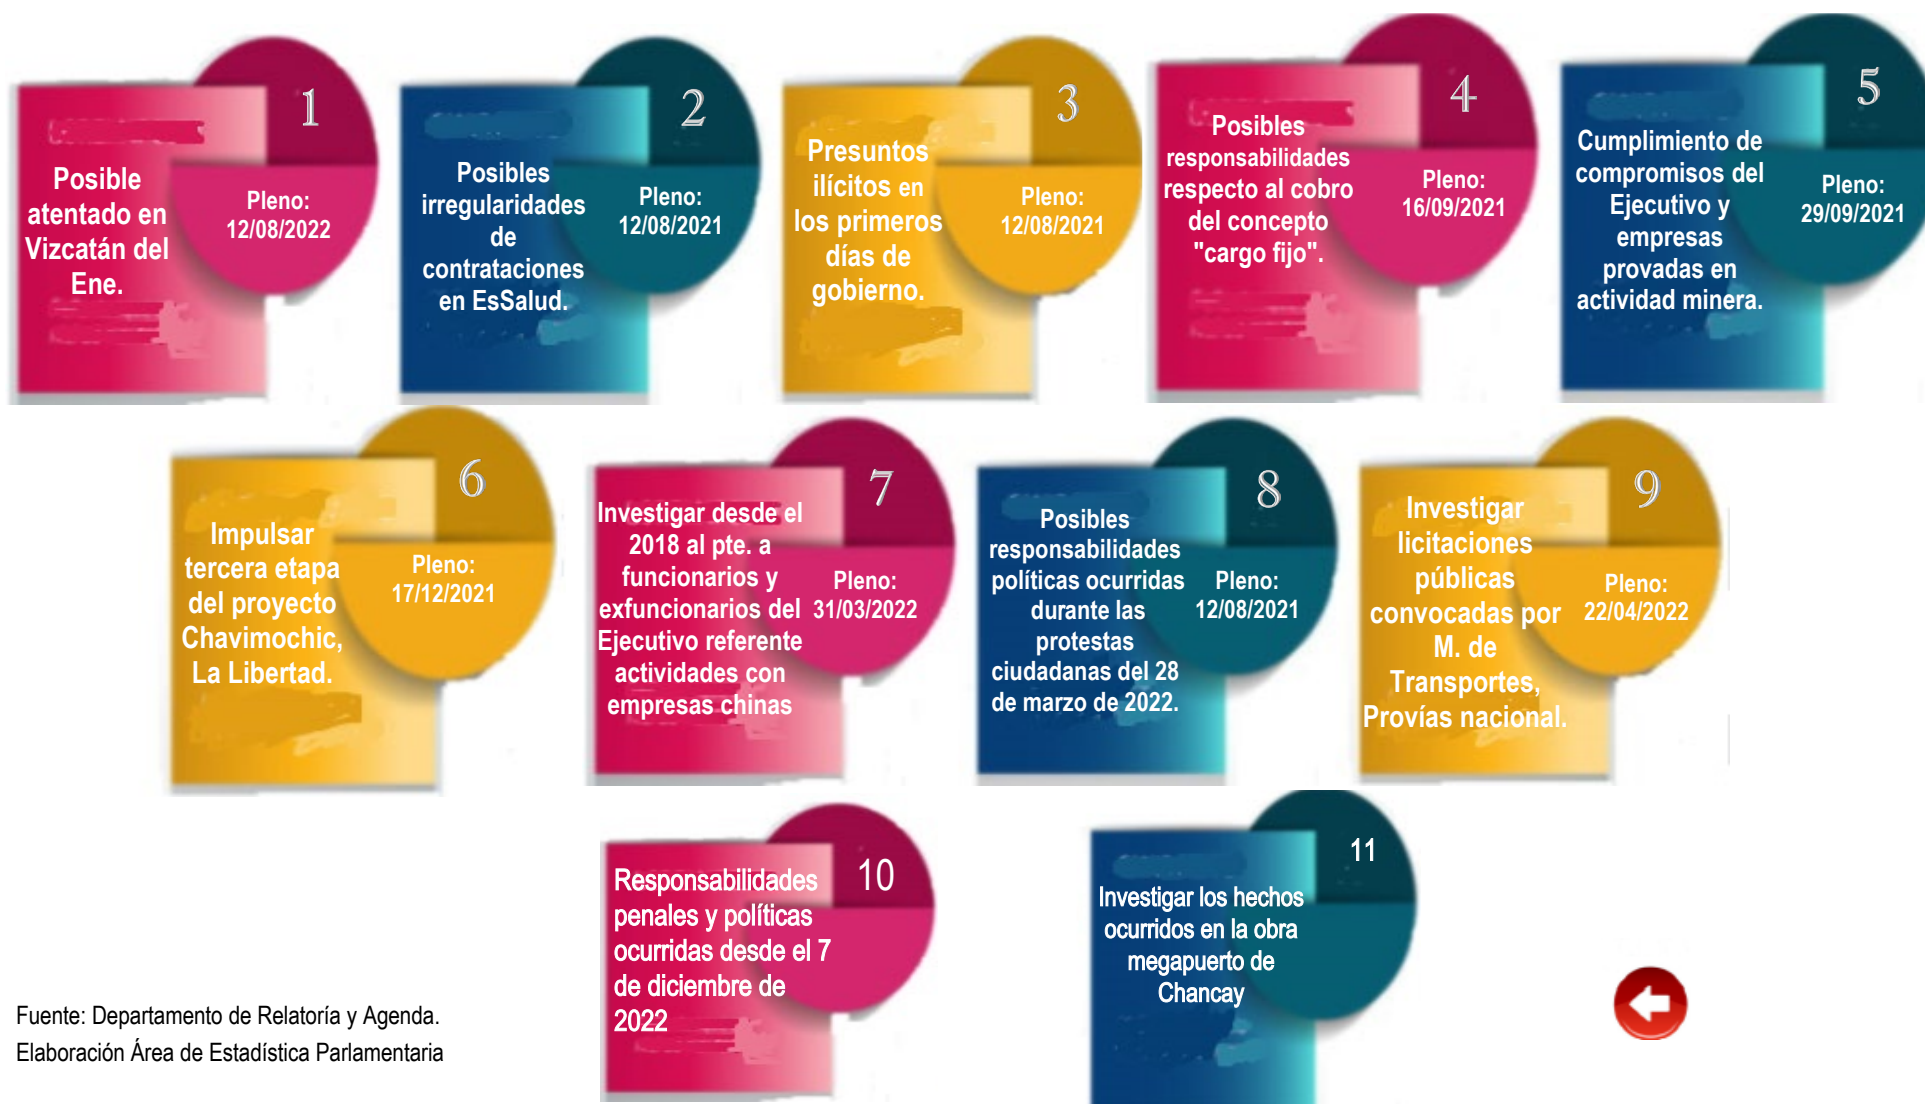 1
Posible
atentado en
Vizcatán del
Ene.
Pleno:
12/08/2022
2
Posibles
irregularidades
de
contrataciones
en EsSalud.
Pleno:
12/08/2021
3
Presuntos
ilícitos en
los primeros
días de
gobierno.
Pleno:
12/08/2021
4
Posibles
responsabilidades
respecto al cobro
del concepto
"cargo fijo".
Pleno:
16/09/2021
5
Cumplimiento de
compromisos del
Ejecutivo y
empresas
provadas en
actividad minera.
Pleno:
29/09/2021
6
Impulsar
tercera etapa
del proyecto
Chavimochic,
La Libertad.
Pleno:
17/12/2021
7
Investigar desde el
2018 al pte. a
funcionarios y
exfuncionarios del
Ejecutivo referente
actividades con
empresas chinas
Pleno:
31/03/2022
8
Posibles
responsabilidades
políticas ocurridas
durante las
protestas
ciudadanas del 28
de marzo de 2022.
Pleno:
12/08/2021
9
Investigar
licitaciones
públicas
convocadas por
M. de
Transportes,
Provías nacional.
Pleno:
22/04/2022
10
Responsabilidades
penales y políticas
ocurridas desde el 7
de diciembre de
2022
11
Investigar los hechos
ocurridos en la obra
megapuerto de
Chancay
Fuente: Departamento de Relatoría y Agenda.
Elaboración Área de Estadística Parlamentaria